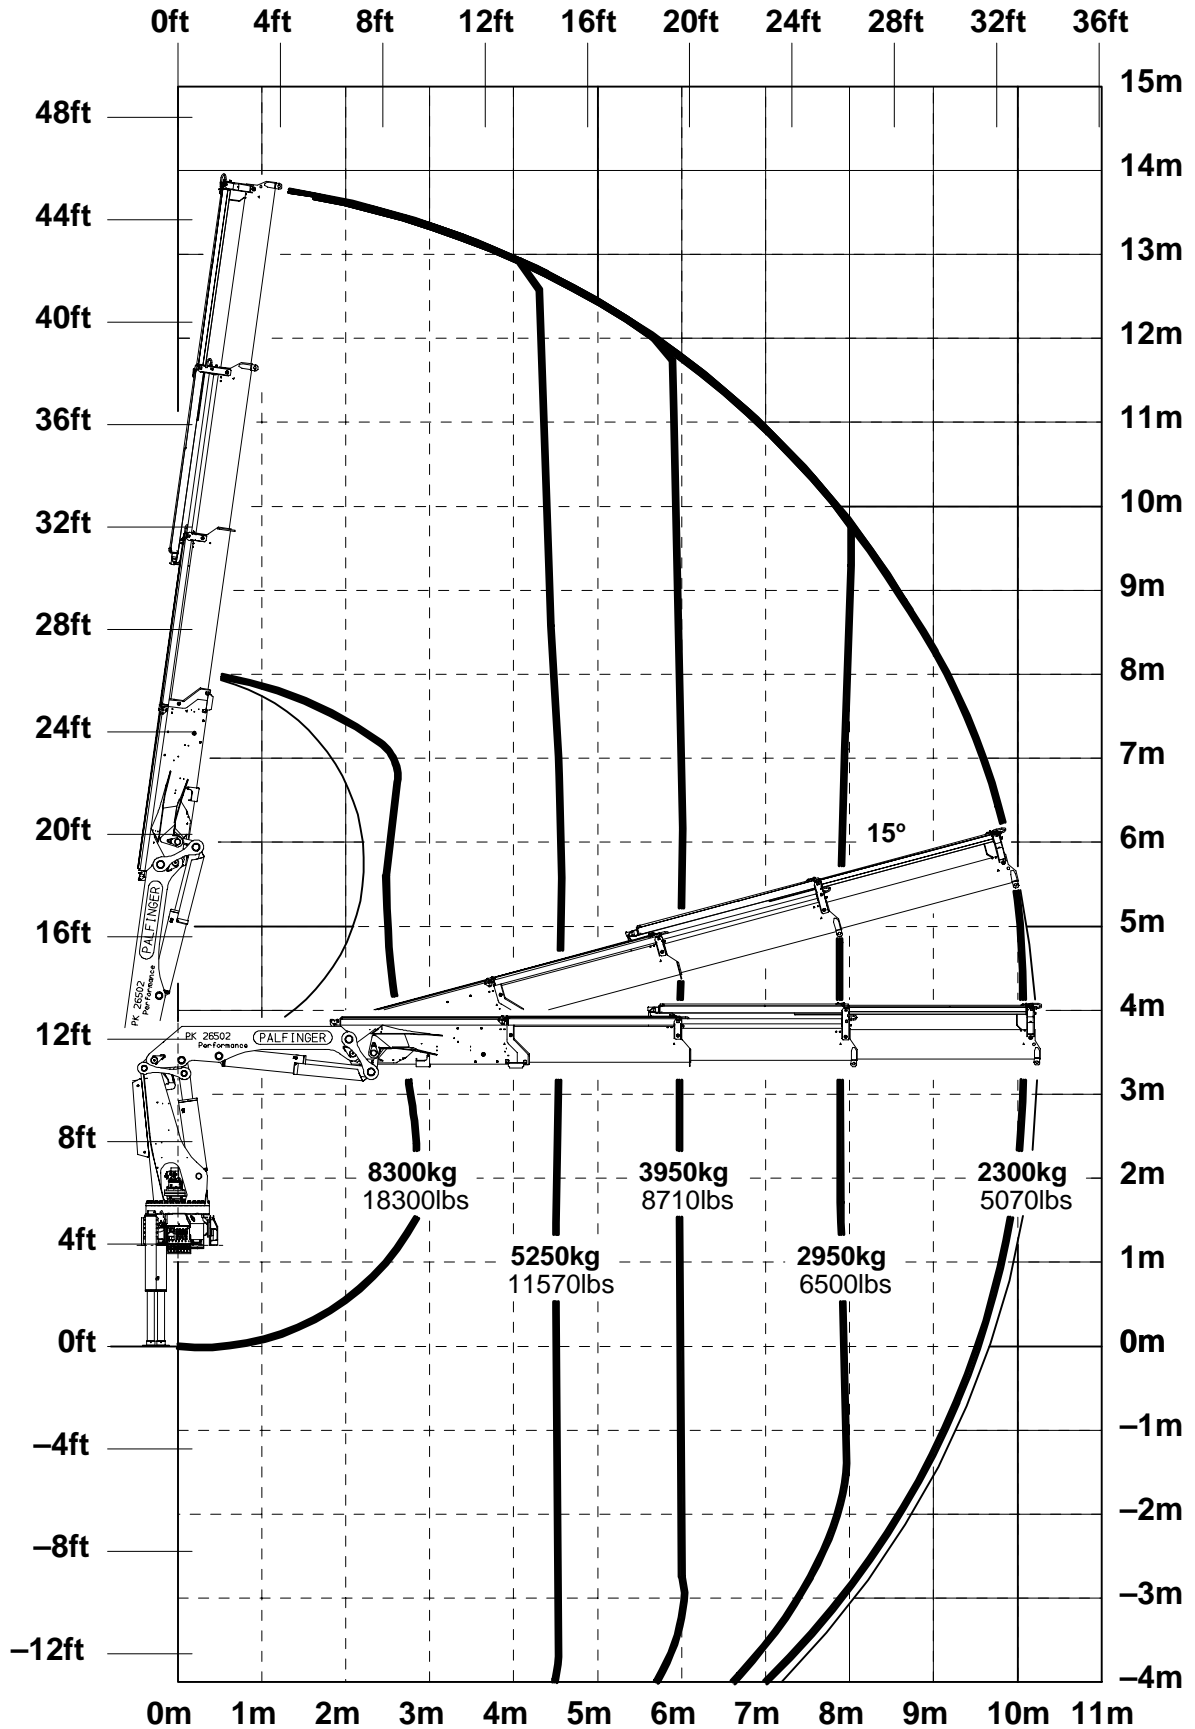 0ft 4ft 8ft 12ft 16ft 20ft 24ft 28ft 32ft 36ft
15m
48ft
14m
44ft
13m
40ft
12m
36ft
11m
32ft
10m
9m
28ft
8m
24ft
7m
20ft
15º
6m
PALFINGER
16ft
5m
PK 26502
Performance
4m
12ft
PK 26502
Performance
PALFINGER
3m
8ft
8300kg
18300lbs
3950kg
8710lbs
2300kg
5070lbs
2m
4ft
5250kg
11570lbs
2950kg
6500lbs
1m
0ft
0m
–1m
–4ft
–2m
–8ft
–3m
–12ft
–4m
0m 1m 2m 3m 4m 5m 6m 7m 8m 9m 10m 11m